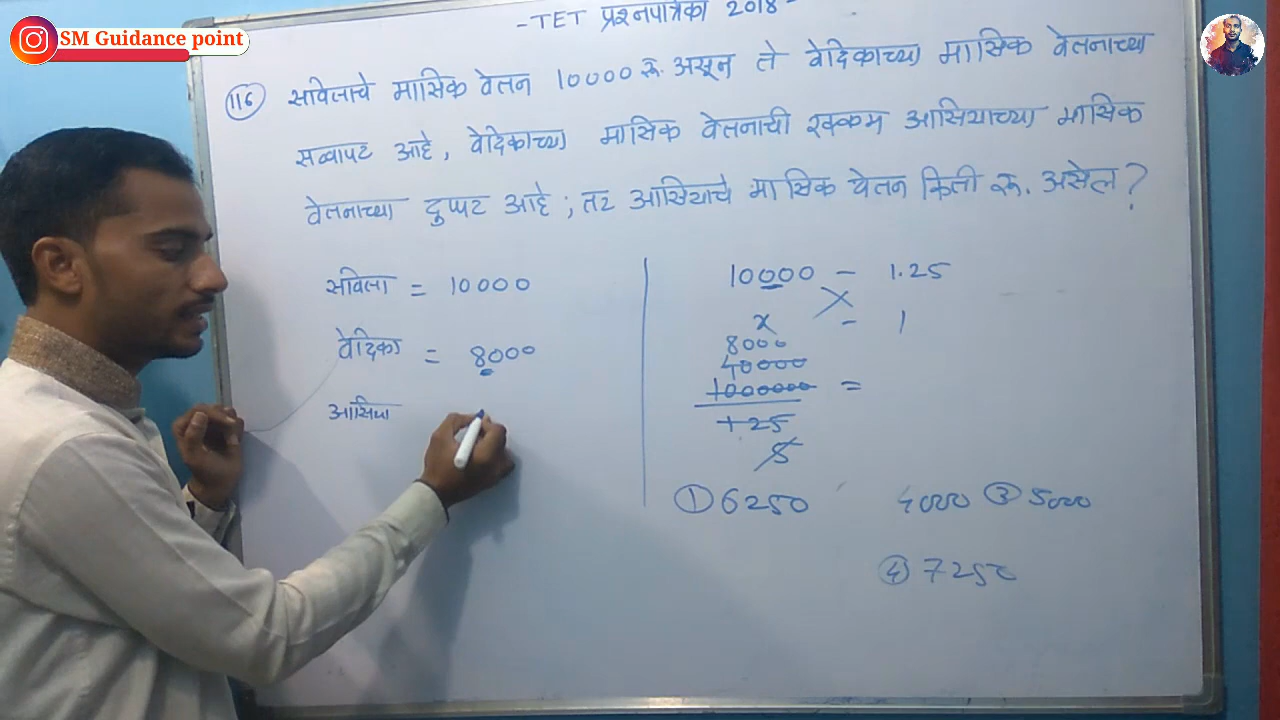 SM Guidance point
- TET प्रश्नपत्रिका 2018 -
116 सविताचे मासिक वेतन 10000 रू. असून ते वेदिकाच्या मासिक वेतनाच्या
सव्वापट आहे, वेदिकाच्या मासिक वेतनाची रक्कम आसियाच्या मासिक
वेतनाच्या दुप्पट आहे ; तर आसियाचे मासिक वेतन किती रू. असेल ?
सविता = 10000
वेदिका = 8000
आसिया
10000 - 1.25
x - 1
8000
40000
1000000 =
125
5
① 6250 4000 ③ 5000
④ 7250